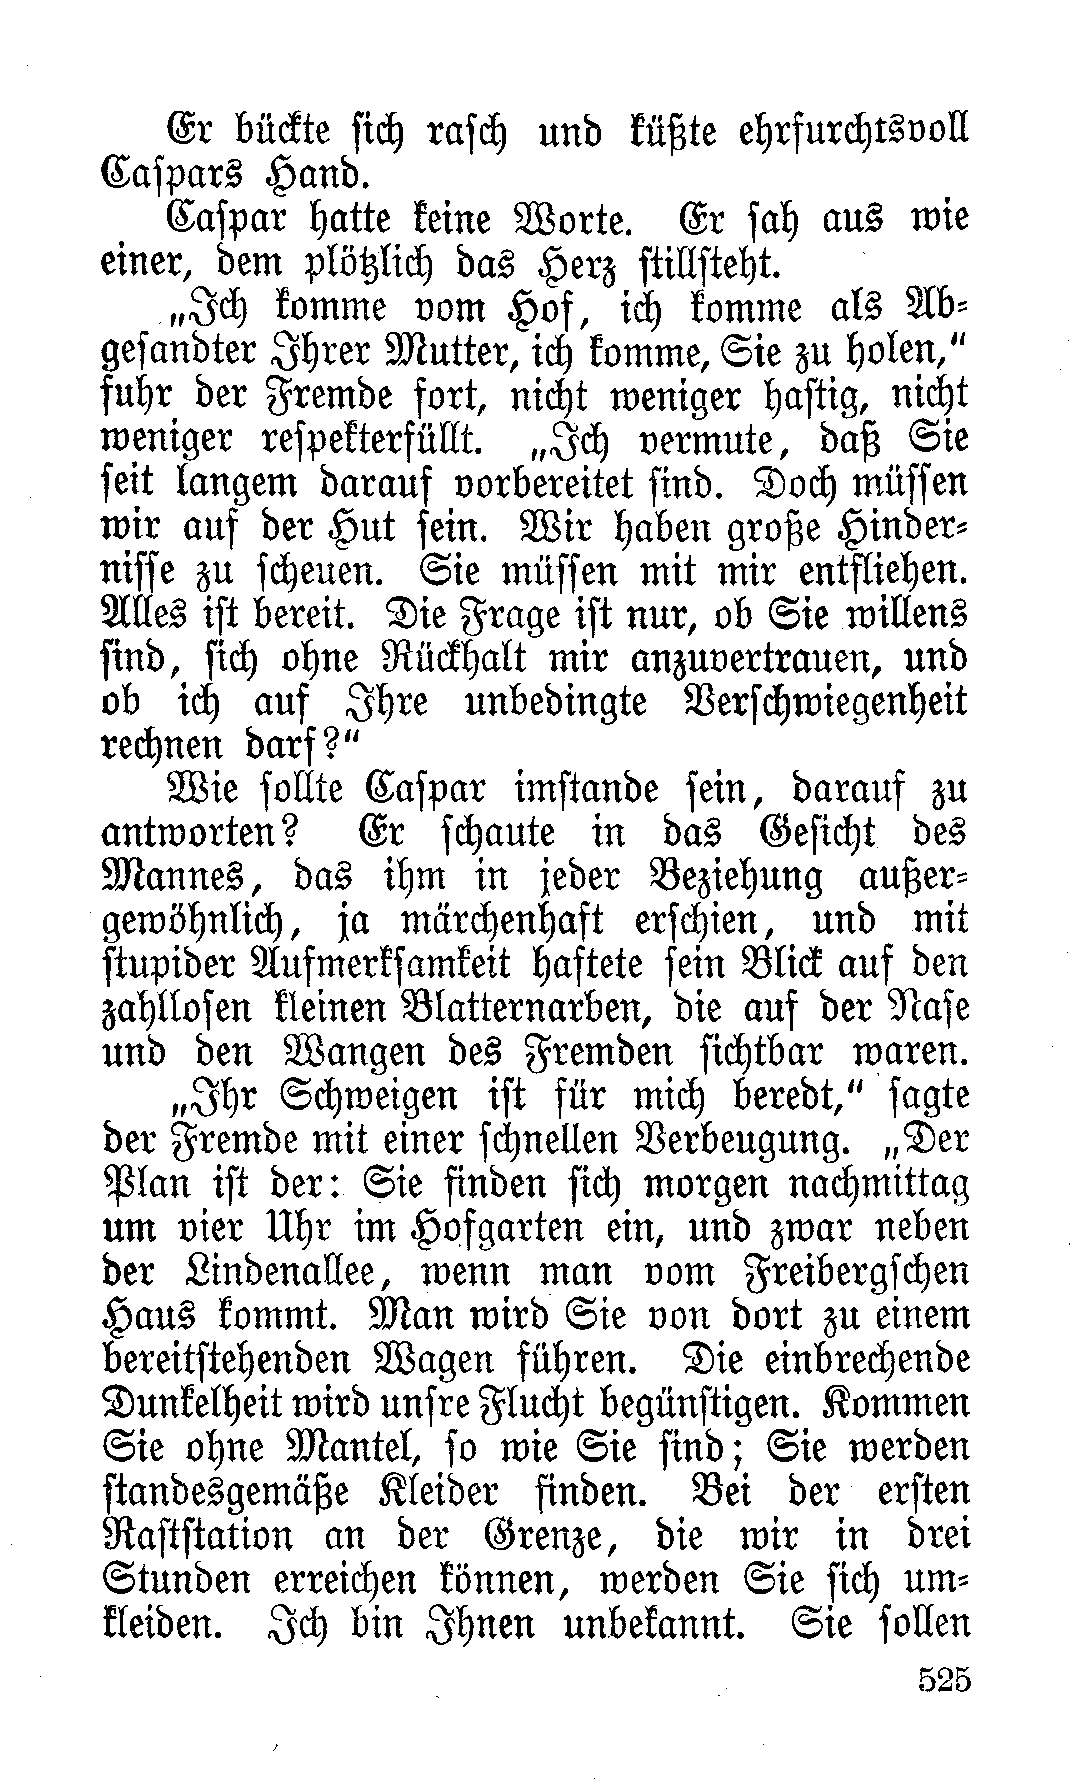 Er bückte sich rasch und küßte ehrfurchtsvoll
Caspars Hand.
Caspar hatte keine Worte. Er sah aus wie
einer, dem plötzlich das Herz stillsteht.
„Ich komme vom Hof, ich komme als Ab-
gesandter Ihrer Mutter, ich komme, Sie zu holen,“
fuhr der Fremde fort, nicht weniger hastig, nicht
weniger respekterfüllt. „Ich vermute, daß Sie
seit langem darauf vorbereitet sind. Doch müssen
wir auf der Hut sein. Wir haben große Hinder-
nisse zu scheuen. Sie müssen mit mir entfliehen.
Alles ist bereit. Die Frage ist nur, ob Sie willens
sind, sich ohne Rückhalt mir anzuvertrauen, und
ob ich auf Ihre unbedingte Verschwiegenheit
rechnen darf?“
Wie sollte Caspar imstande sein, darauf zu
antworten? Er schaute in das Gesicht des
Mannes, das ihm in jeder Beziehung außer-
gewöhnlich, ja märchenhaft erschien, und mit
stupider Aufmerksamkeit haftete sein Blick auf den
zahllosen kleinen Blatternarben, die auf der Nase
und den Wangen des Fremden sichtbar waren.
„Ihr Schweigen ist für mich beredt,“ sagte
der Fremde mit einer schnellen Verbeugung. „Der
Plan ist der: Sie finden sich morgen nachmittag
um vier Uhr im Hofgarten ein, und zwar neben
der Lindenallee, wenn man vom Freibergschen
Haus kommt. Man wird Sie von dort zu einem
bereitstehenden Wagen führen. Die einbrechende
Dunkelheit wird unsre Flucht begünstigen. Kommen
Sie ohne Mantel, so wie Sie sind; Sie werden
standesgemäße Kleider finden. Bei der ersten
Raststation an der Grenze, die wir in drei
Stunden erreichen können, werden Sie sich um-
kleiden. Ich bin Ihnen unbekannt. Sie sollen
525